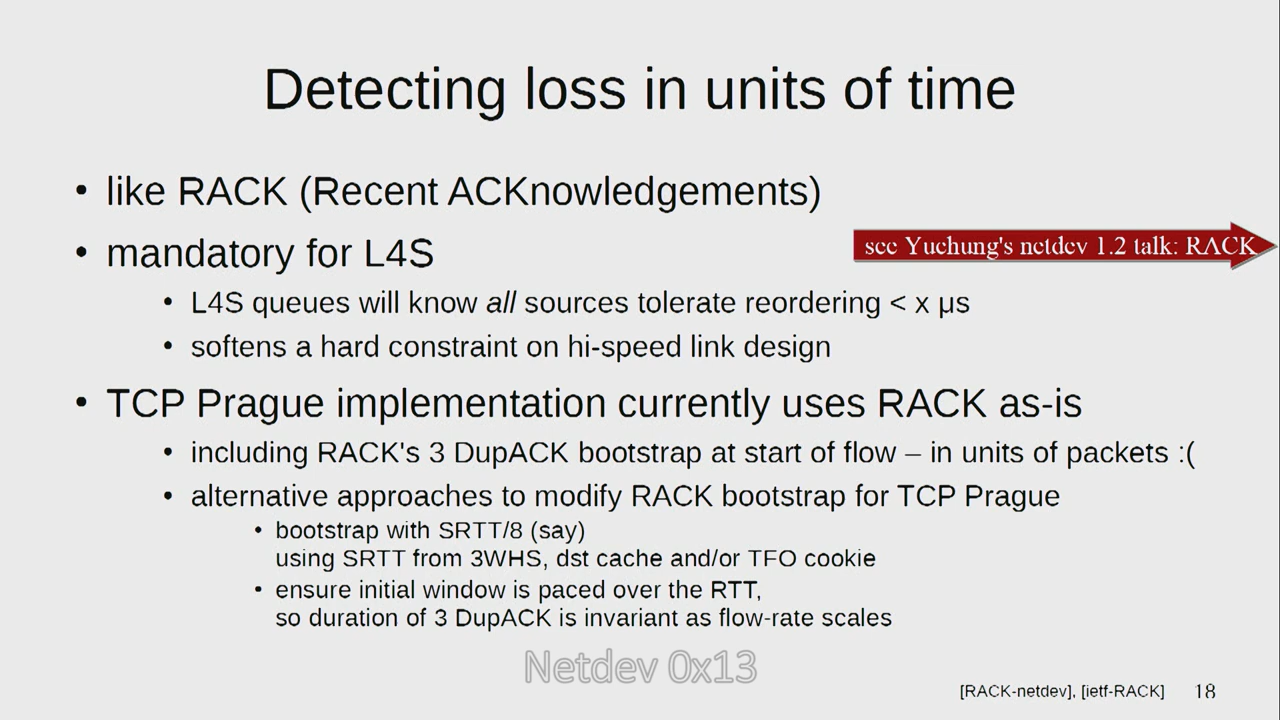 Detecting loss in units of time
• like RACK (Recent ACKnowledgements)
• mandatory for L4S
see Yuchung's netdev 1.2 talk: RACK
• L4S queues will know all sources tolerate reordering < x μs
• softens a hard constraint on hi-speed link design
• TCP Prague implementation currently uses RACK as-is
• including RACK's 3 DupACK bootstrap at start of flow – in units of packets :(
• alternative approaches to modify RACK bootstrap for TCP Prague
• bootstrap with SRTT/8 (say)
using SRTT from 3WHS, dst cache and/or TFO cookie
• ensure initial window is paced over the RTT,
so duration of 3 DupACK is invariant as flow-rate scales
Netdev 0x13
[RACK-netdev], [ietf-RACK] 18